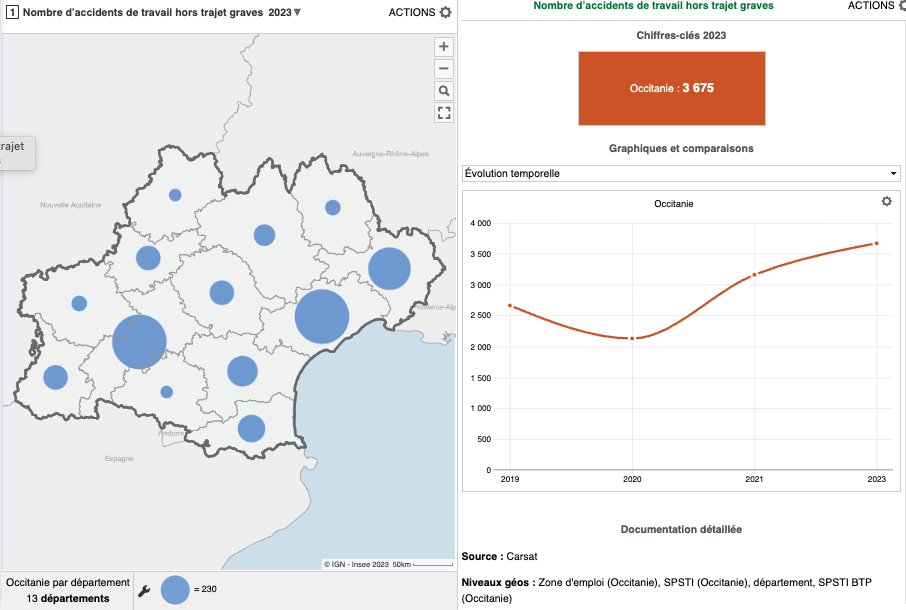 1 Nombre d'accidents de travail hors trajet graves 2023▼
ACTIONS
rajet
Auvergne-Rhône-Alpes
Nouvelle Aquilaine
Andorre
Espagne
© IGN - Insee 2023 50km
Occitanie par département
13 départements
= 230
Nombre d'accidents de travail hors trajet graves
ACTIONS
Chiffres-clés 2023
Occitanie : 3 675
Graphiques et comparaisons
Évolution temporelle
Occitanie
4 000
3 500
3 000
2 500
2 000
1 500
1 000
500
0
2019 2020 2021 2023
Documentation détaillée
Source : Carsat
Niveaux géos : Zone d'emploi (Occitanie), SPSTI (Occitanie), département, SPSTI BTP
(Occitanie)